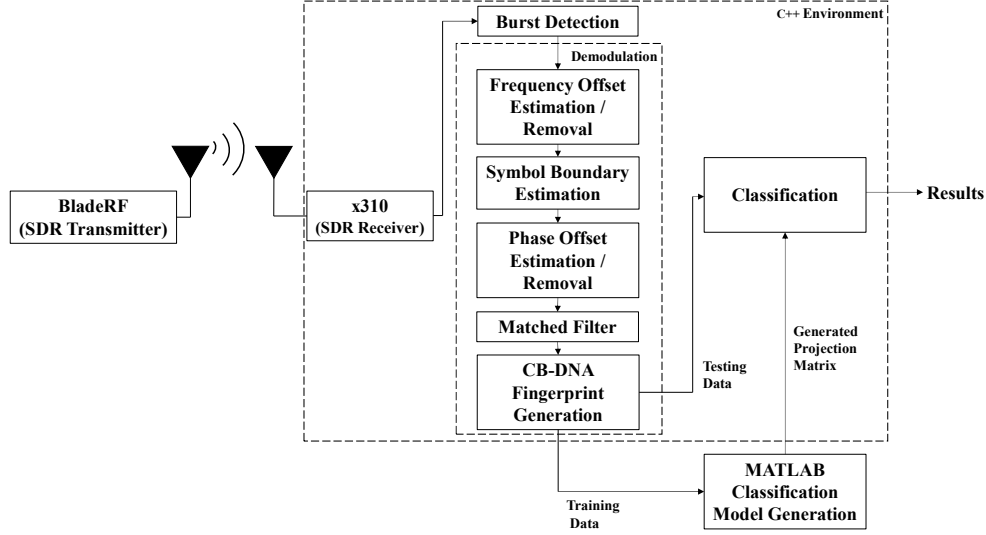 C++ Environment
Burst Detection
Demodulation
Frequency Offset
Estimation /
Removal
Symbol Boundary
Estimation
Phase Offset
Estimation /
Removal
Matched Filter
CB-DNA
Fingerprint
Generation
BladeRF
(SDR Transmitter)
x310
(SDR Receiver)
Classification
Results
Testing
Data
Generated
Projection
Matrix
Training
Data
MATLAB
Classification
Model Generation